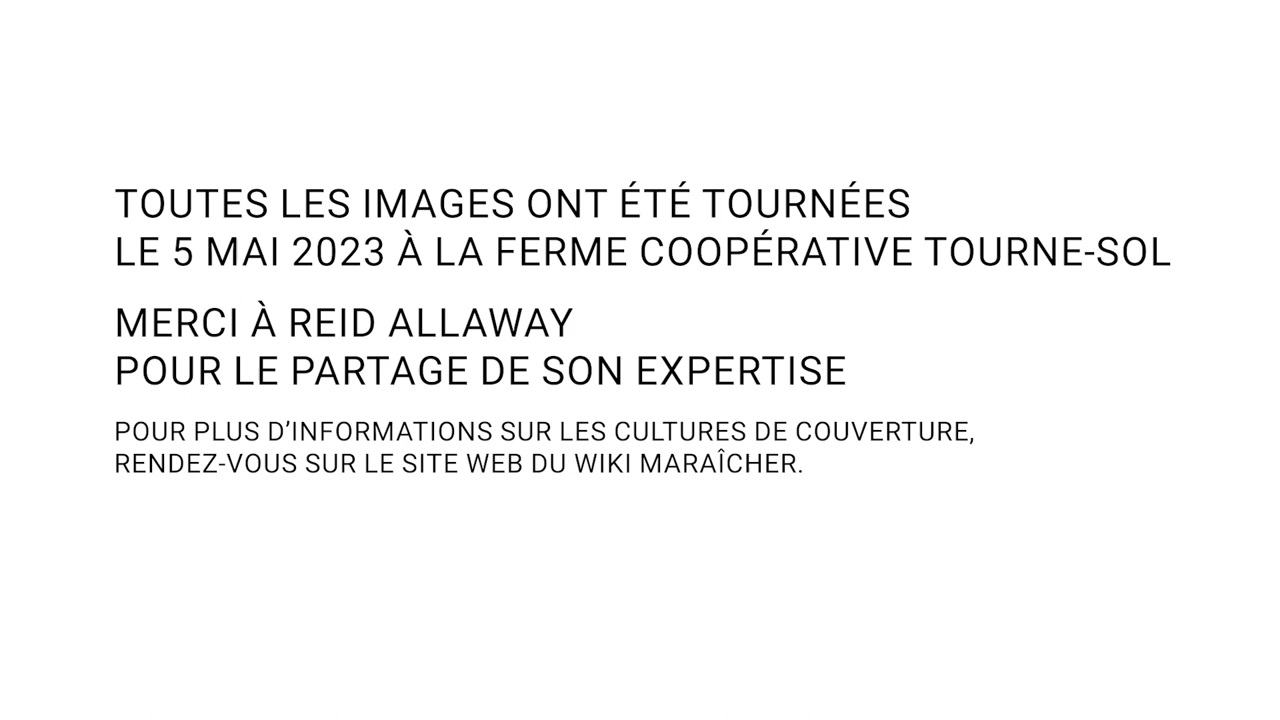 TOUTES LES IMAGES ONT ÉTÉ TOURNÉES
LE 5 MAI 2023 À LA FERME COOPÉRATIVE TOURNE-SOL
MERCI À REID ALLAWAY
POUR LE PARTAGE DE SON EXPERTISE
POUR PLUS D’INFORMATIONS SUR LES CULTURES DE COUVERTURE,
RENDEZ-VOUS SUR LE SITE WEB DU WIKI MARAÎCHER.